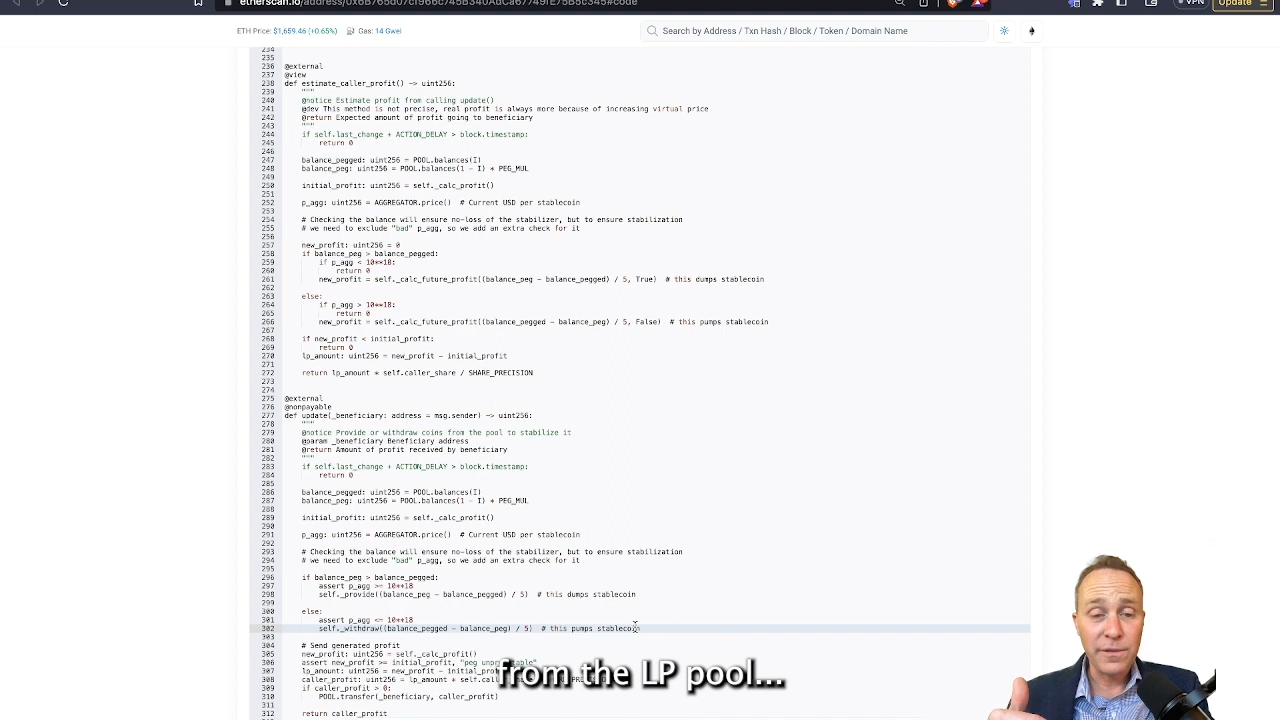 etherscan.io/address/0x6B765d07cf966c745B340AdCa67749fE75B5c345#code
VPN
Update
ETH Price: $1,659.46 (+0.65%) Gas: 14 Gwei
Search by Address / Txn Hash / Block / Token / Domain Name
234
235
236 @external
237 @view
238 def estimate_caller_profit() -> uint256:
239 """
240 @notice Estimate profit from calling update()
241 @dev This method is not precise, real profit is always more because of increasing virtual price
242 @return Expected amount of profit going to beneficiary
243 """
244 if self.last_change + ACTION_DELAY > block.timestamp:
245 return 0
246
247 balance_pegged: uint256 = POOL.balances(I)
248 balance_peg: uint256 = POOL.balances(1 - I) * PEG_MUL
249
250 initial_profit: uint256 = self._calc_profit()
251
252 p_agg: uint256 = AGGREGATOR.price() # Current USD per stablecoin
253
254 # Checking the balance will ensure no-loss of the stabilizer, but to ensure stabilization
255 # we need to exclude "bad" p_agg, so we add an extra check for it
256
257 new_profit: uint256 = 0
258 if balance_peg > balance_pegged:
259 if p_agg < 10**18:
260 return 0
261 new_profit = self._calc_future_profit((balance_peg - balance_pegged) / 5, True) # this dumps stablecoin
262
263 else:
264 if p_agg > 10**18:
265 return 0
266 new_profit = self._calc_future_profit((balance_pegged - balance_peg) / 5, False) # this pumps stablecoin
267
268 if new_profit < initial_profit:
269 return 0
270 lp_amount: uint256 = new_profit - initial_profit
271
272 return lp_amount * self.caller_share / SHARE_PRECISION
273
274
275 @external
276 @nonpayable
277 def update(_beneficiary: address = msg.sender) -> uint256:
278 """
279 @notice Provide or withdraw coins from the pool to stabilize it
280 @param _beneficiary Beneficiary address
281 @return Amount of profit received by beneficiary
282 """
283 if self.last_change + ACTION_DELAY > block.timestamp:
284 return 0
285
286 balance_pegged: uint256 = POOL.balances(I)
287 balance_peg: uint256 = POOL.balances(1 - I) * PEG_MUL
288
289 initial_profit: uint256 = self._calc_profit()
290
291 p_agg: uint256 = AGGREGATOR.price() # Current USD per stablecoin
292
293 # Checking the balance will ensure no-loss of the stabilizer, but to ensure stabilization
294 # we need to exclude "bad" p_agg, so we add an extra check for it
295
296 if balance_peg > balance_pegged:
297 assert p_agg >= 10**18
298 self._provide((balance_peg - balance_pegged) / 5) # this dumps stablecoin
299
300 else:
301 assert p_agg <= 10**18
302 self._withdraw((balance_pegged - balance_peg) / 5) # this pumps stablecoin
303
304 # Send generated profit
305 new_profit: uint256 = self._calc_profit()
306 assert new_profit >= initial_profit, "peg
307 lp_amount: uint256 = new_profit -
308 caller_profit: uint256 = lp_amount *
309 if caller_profit > 0:
310 POOL.transfer(_beneficiary, caller_profit)
311
312 return caller_profit
from the LP pool...